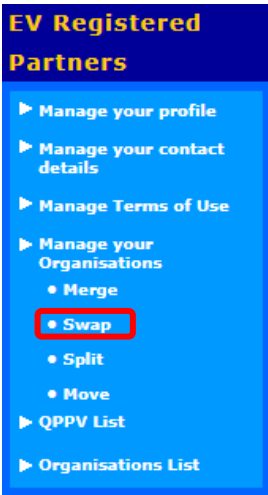 EV Registered
Partners
Manage your profile
Manage your contact
details
Manage Terms of Use
Manage your
Organisations
Merge
Swap
Split
Move
QPPV List
Organisations List